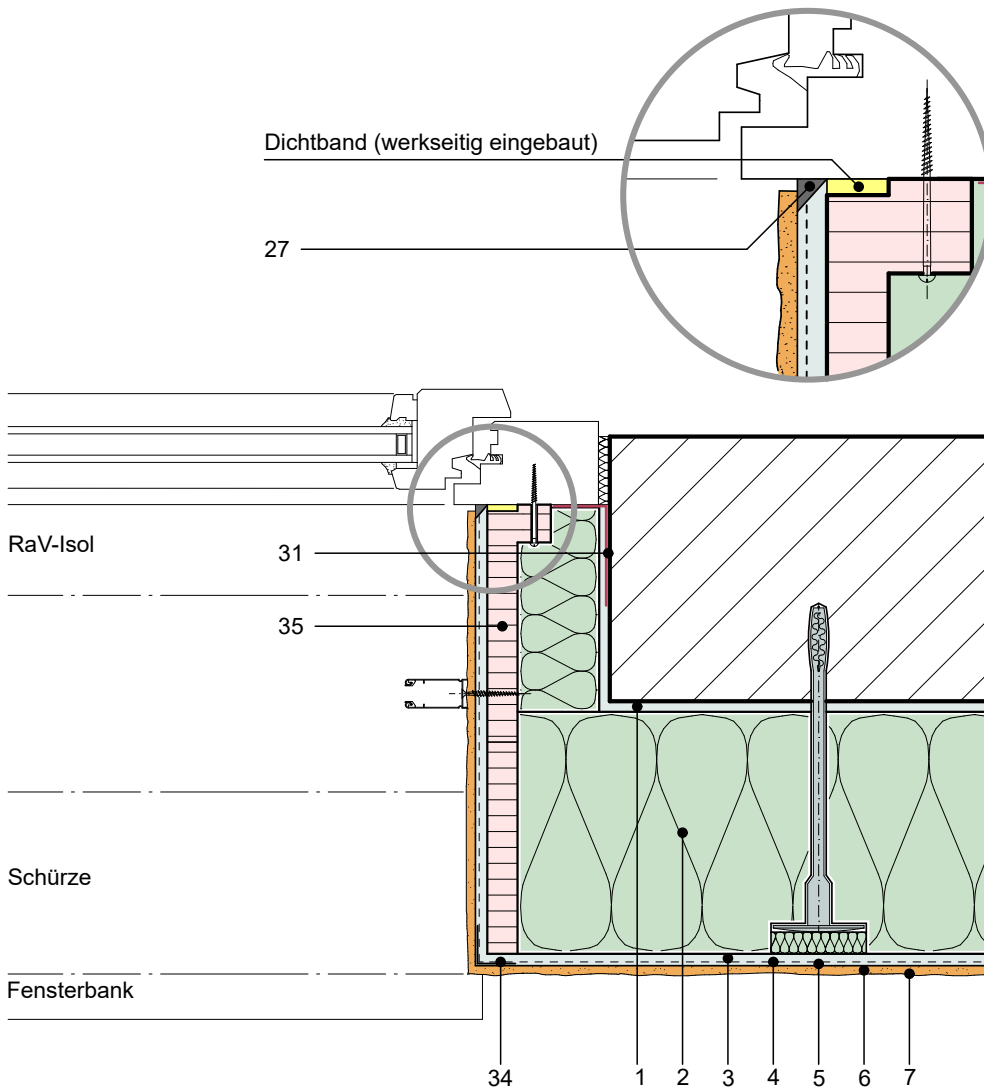 Dichtband (werkseitig eingebaut)
27
RaV-Isol
31
35
Schürze
Fensterbank
34 1 2 3 4 5 6 7